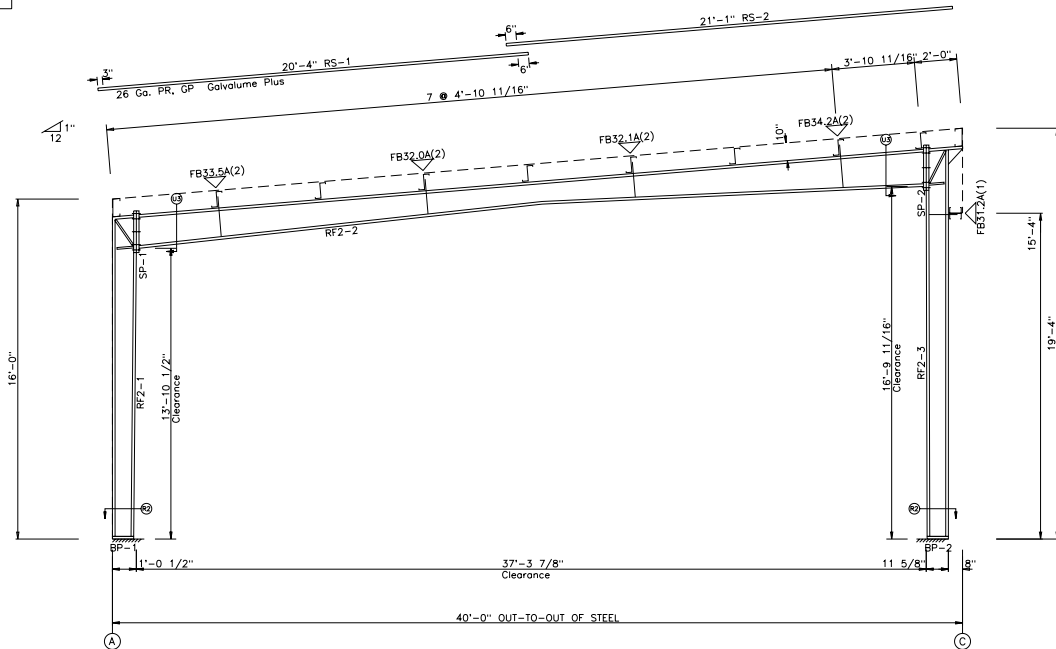 21'-1" RS-2
6"
20'-4" RS-1
6"
3"
26 Ga. PR, GP Galvalume Plus
3'-10 11/16"
2'-0"
7 @ 4'-10 11/16"
1"
12
FB34.2A(2)
10"
U3
FB32.1A(2)
FB32.0A(2)
FB33.5A(2)
U3
SP-2
FB31.2A(1)
RF2-2
SP-1
15'-4"
19'-4"
16'-0"
RF2-1
13'-10 1/2"
Clearance
16'-9 11/16"
Clearance
RF2-3
R2
R2
BP-1
BP-2
1'-0 1/2"
37'-3 7/8"
Clearance
11 5/8"
8"
40'-0" OUT-TO-OUT OF STEEL
A
C